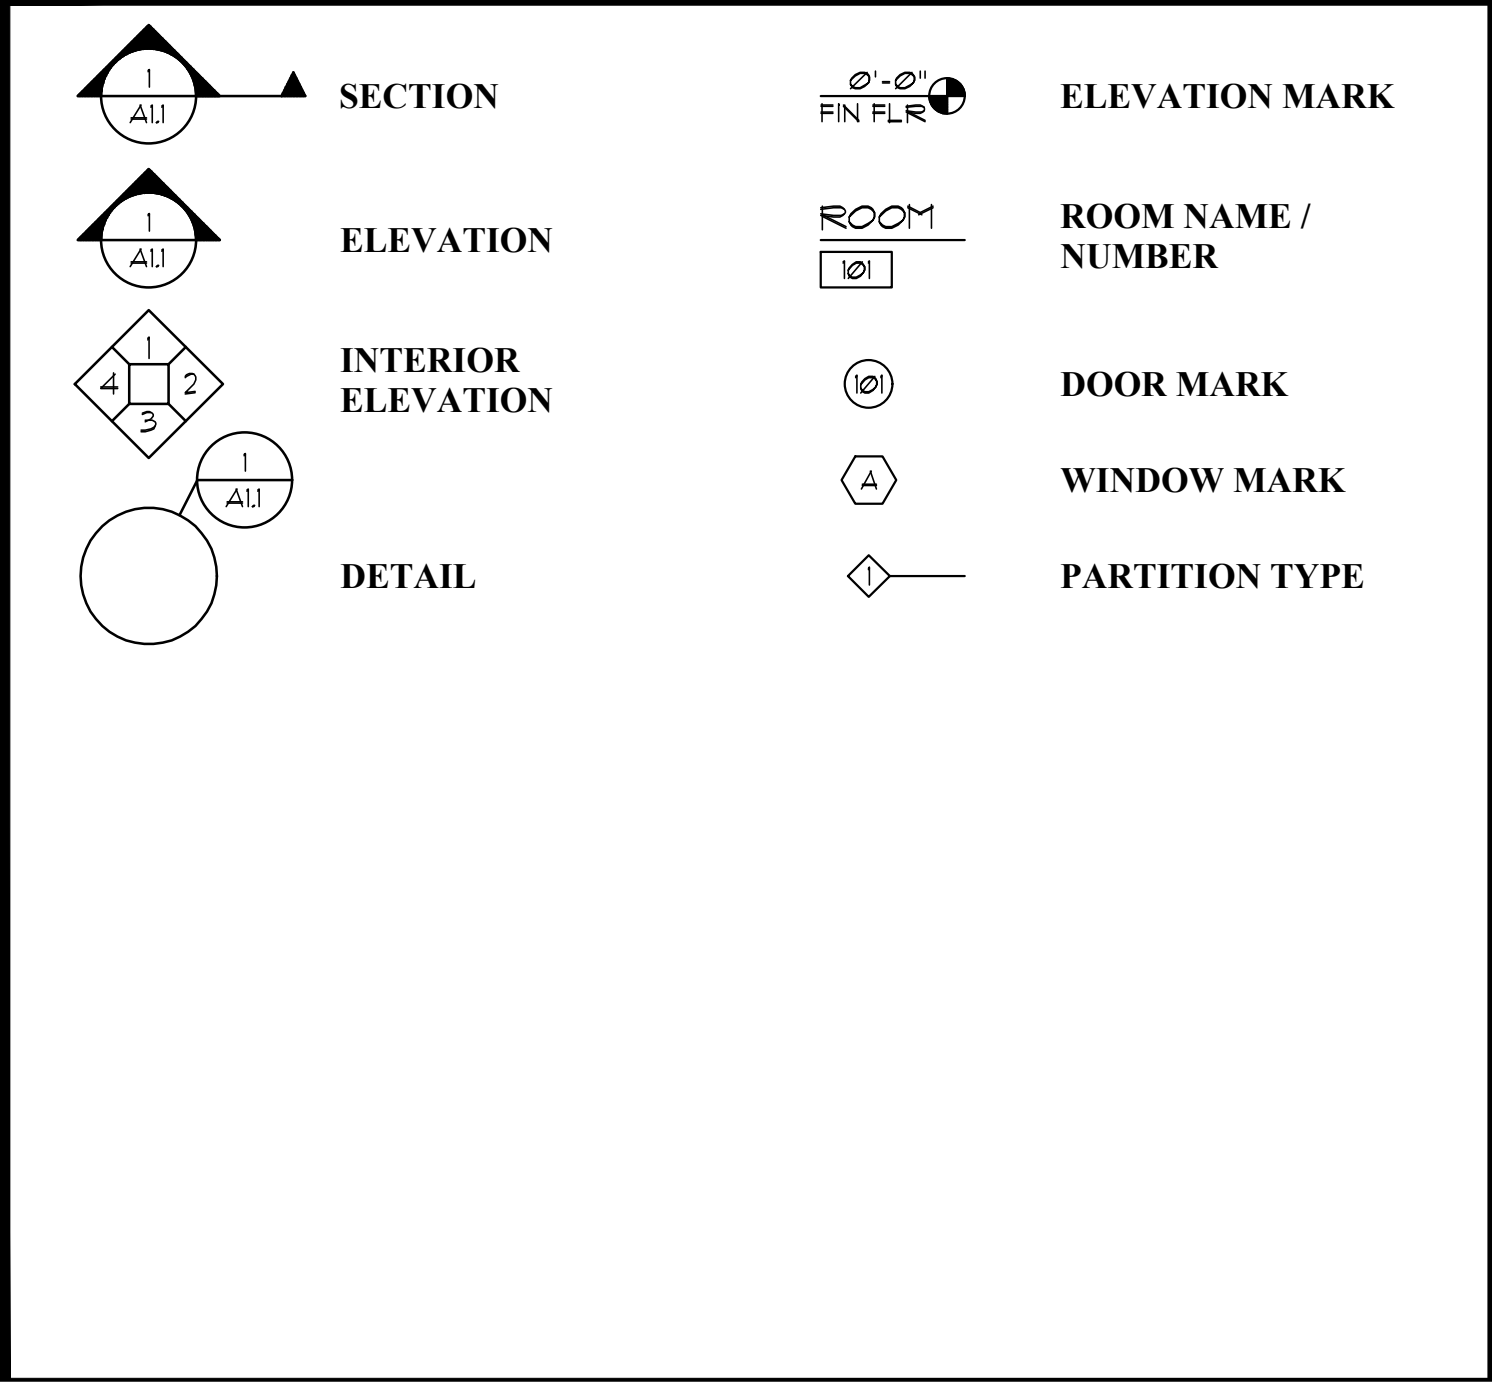 1
A1.1
SECTION
1
A1.1
ELEVATION
1
4
2
3
INTERIOR
ELEVATION
1
A1.1
DETAIL
Ø'-Ø"
FIN FLR
ELEVATION MARK
ROOM
1Ø1
ROOM NAME /
NUMBER
1Ø1
DOOR MARK
A
WINDOW MARK
1
PARTITION TYPE